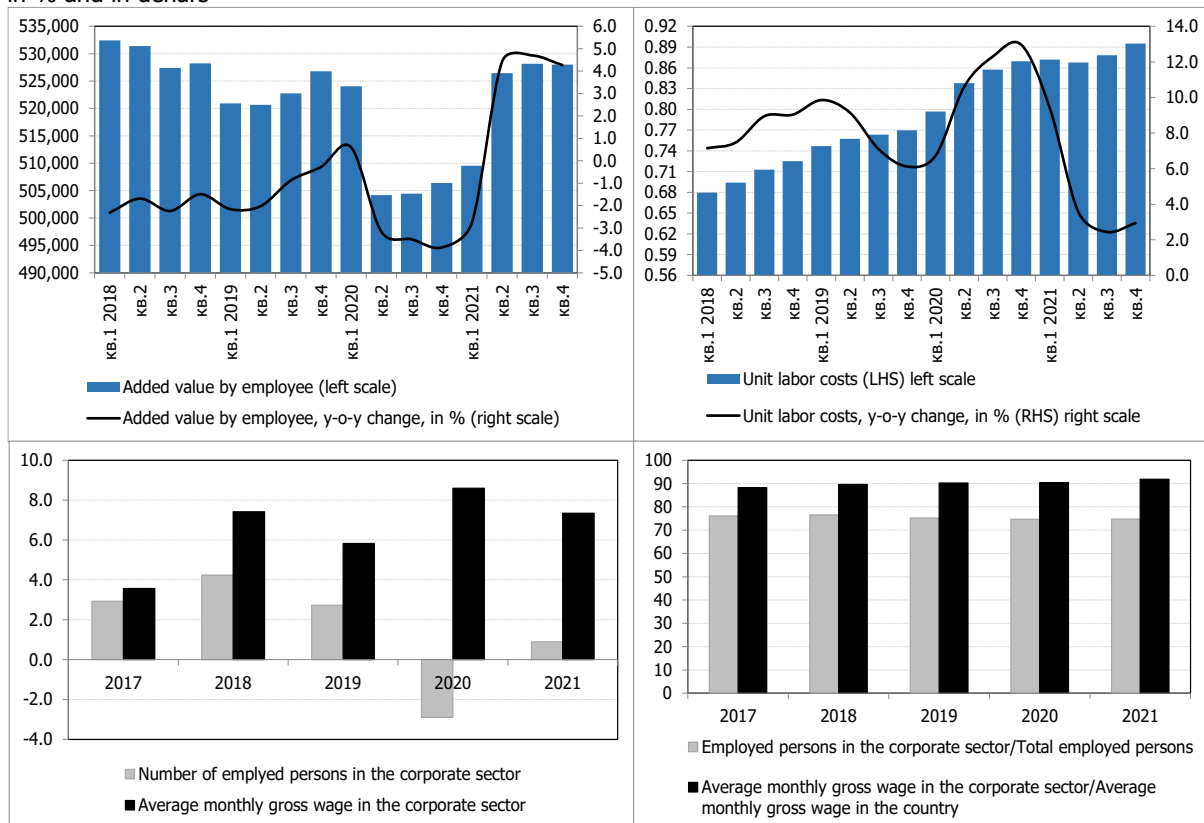 in % and in denars
535,000
530,000
525,000
520,000
515,000
510,000
505,000
500,000
495,000
490,000
6.0
5.0
4.0
3.0
2.0
1.0
0.0
-1.0
-2.0
-3.0
-4.0
-5.0
кв.1 2018
кв.2
кв.3
кв.4
кв.1 2019
кв.2
кв.3
кв.4
кв.1 2020
кв.2
кв.3
кв.4
кв.1 2021
кв.2
кв.3
кв.4
Added value by employee (left scale)
Added value by employee, y-o-y change, in % (right scale)
0.92
0.88
0.86
0.83
0.80
0.77
0.74
0.71
0.68
0.65
0.62
0.59
0.56
14.0
12.0
10.0
8.0
6.0
4.0
2.0
0.0
кв.1 2018
кв.2
кв.3
кв.4
кв.1 2019
кв.2
кв.3
кв.4
кв.1 2020
кв.2
кв.3
кв.4
кв.1 2021
кв.2
кв.3
кв.4
Unit labor costs (LHS) left scale
Unit labor costs, y-o-y change, in % (RHS) right scale
10.0
8.0
6.0
4.0
2.0
0.0
-2.0
-4.0
2017
2018
2019
2020
2021
Number of emplyed persons in the corporate sector
Average monthly gross wage in the corporate sector
100
90
80
70
60
50
40
30
20
10
0
2017
2018
2019
2020
2021
Employed persons in the corporate sector/Total employed persons
Average monthly gross wage in the corporate sector/Average
monthly gross wage in the country